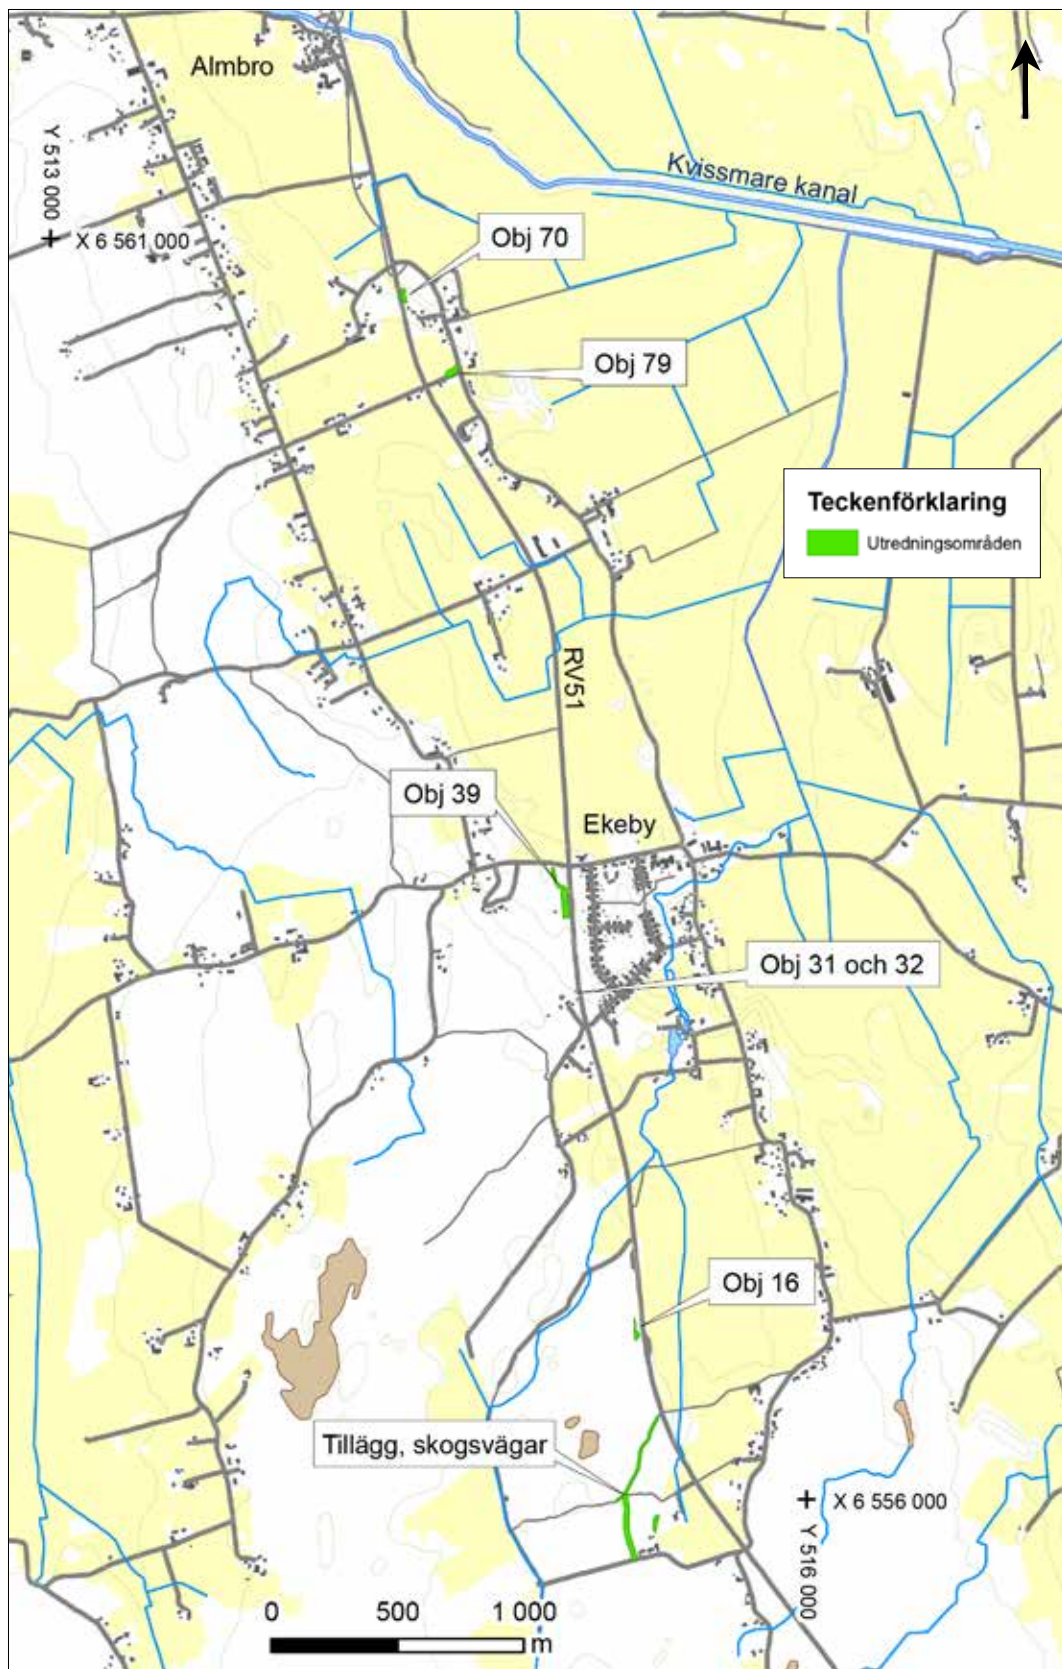 Almbro
Y 513 000
X 6 561 000
Kvissmare kanal
Obj 70
Obj 79
Teckenförklaring
Utredningsområden
RV51
Obj 39
Ekeby
Obj 31 och 32
Obj 16
Tillägg, skogsvägar
X 6 556 000
Y 516 000
0 500 1 000
m